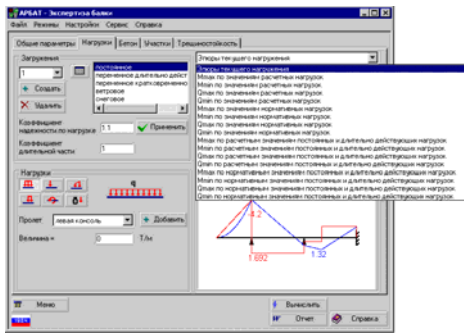 АРБАТ - Экспертиза балки
Файл Режимы Настройки Сервис Справка
Общие параметры Нагрузки Бетон Участки Трещиностойкость
Загружения
1
Создать
Удалить
постоянное
переменное длительно дейст
переменное кратковременно
ветровое
снеговое
Коэффициент
надежности по нагрузке 1.1 Применить
Коэффициент
длительной части 1
Нагрузки
q
Пролет левая консоль Добавить
Величина = 0 Т/м
Эпюры текущего нагружения
Эпюры текущего нагружения
Mmax по значениям расчетных нагрузок
Mmin по значениям расчетных нагрузок
Qmax по значениям расчетных нагрузок
Qmin по значениям расчетных нагрузок
Mmax по значениям нормативных нагрузок
Mmin по значениям нормативных нагрузок
Qmax по значениям нормативных нагрузок
Qmin по значениям нормативных нагрузок
Mmax по расчетным значениям постоянных и длительно действующих нагрузок
Mmin по расчетным значениям постоянных и длительно действующих нагрузок
Qmax по расчетным значениям постоянных и длительно действующих нагрузок
Qmin по расчетным значениям постоянных и длительно действующих нагрузок
Mmax по нормативным значениям постоянных и длительно действующих нагрузок
Mmin по нормативным значениям постоянных и длительно действующих нагрузок
Qmax по нормативным значениям постоянных и длительно действующих нагрузок
Qmin по нормативным значениям постоянных и длительно действующих нагрузок
-4.2
1.692
1.32
Меню
Вычислить
Отчет
Справка